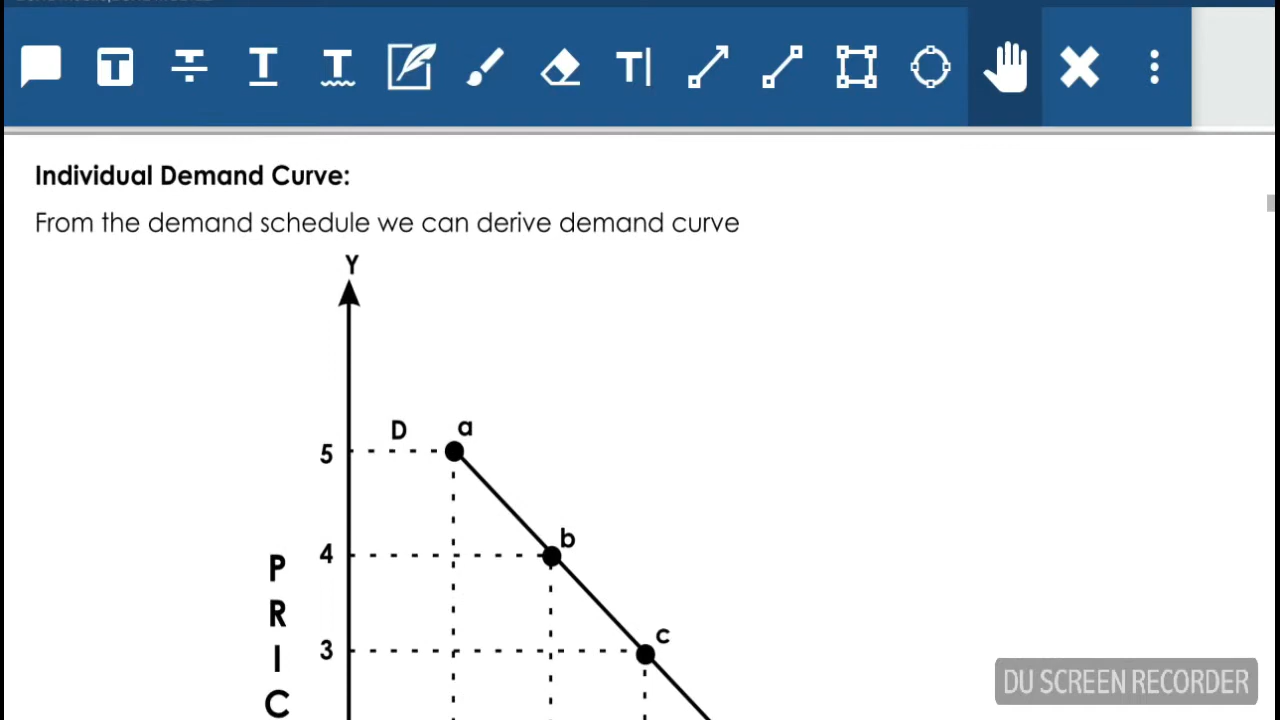 Individual Demand Curve:
From the demand schedule we can derive demand curve
Y
D
a
5
b
4
P
R
I
C
c
3
DU SCREEN RECORDER